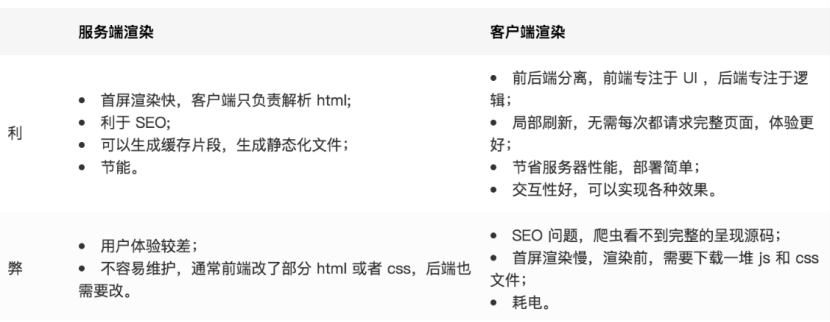 服务端渲染
客户端渲染
利
• 首屏渲染快，客户端只负责解析 html;
• 利于 SEO;
• 可以生成缓存片段，生成静态化文件；
• 节能。
• 前后端分离，前端专注于 UI ，后端专注于逻
辑；
• 局部刷新，无需每次都请求完整页面，体验更
好；
• 节省服务器性能，部署简单；
• 交互性好，可以实现各种效果。
弊
• 用户体验较差；
• 不容易维护，通常前端改了部分 html 或者 css，后端也
需要改。
• SEO 问题，爬虫看不到完整的呈现源码；
• 首屏渲染慢，渲染前，需要下载一堆 js 和 css
文件；
• 耗电。